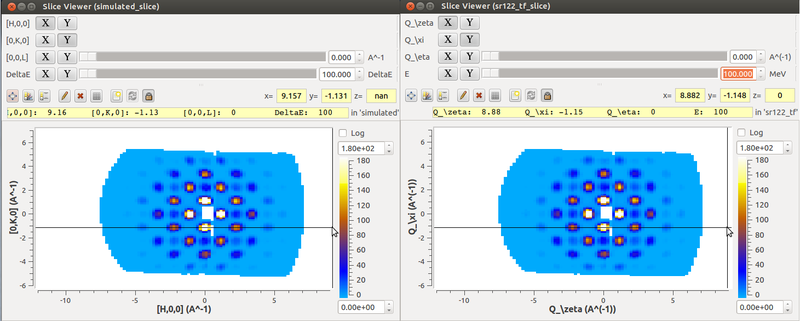 Slice Viewer (simulated_slice)
[H,0,0] X Y
[0,K,0] X Y
[0,0,L] X Y 0.000 A^-1
DeltaE X Y 100.000 DeltaE
x= 9.157 y= -1.131 z= nan
,0,0]: 9.16 [0,K,0]: -1.13 [0,0,L]: 0 DeltaE: 100 in 'simulated'
Log
1.80e+02
180
160
140
120
100
80
60
40
20
0
0.00e+00
[0,K,0] (A^-1)
6
4
2
0
-2
-4
-6
-10 -5 0 5
[H,0,0] (A^-1)
Slice Viewer (sr122_tf_slice)
Q_\zeta X Y
Q_\xi X Y
Q_\eta X Y 0.000 A^(-1)
E X Y 100.000 MeV
x= 8.882 y= -1.148 z= 0
Q_\zeta: 8.88 Q_\xi: -1.15 Q_\eta: 0 E: 100 in 'sr122_tf'
Log
1.80e+02
180
160
140
120
100
80
60
40
20
0
0.00e+00
Q_\xi (A^(-1))
6
4
2
0
-2
-4
-6
-10 -5 0 5
Q_\zeta (A^(-1))